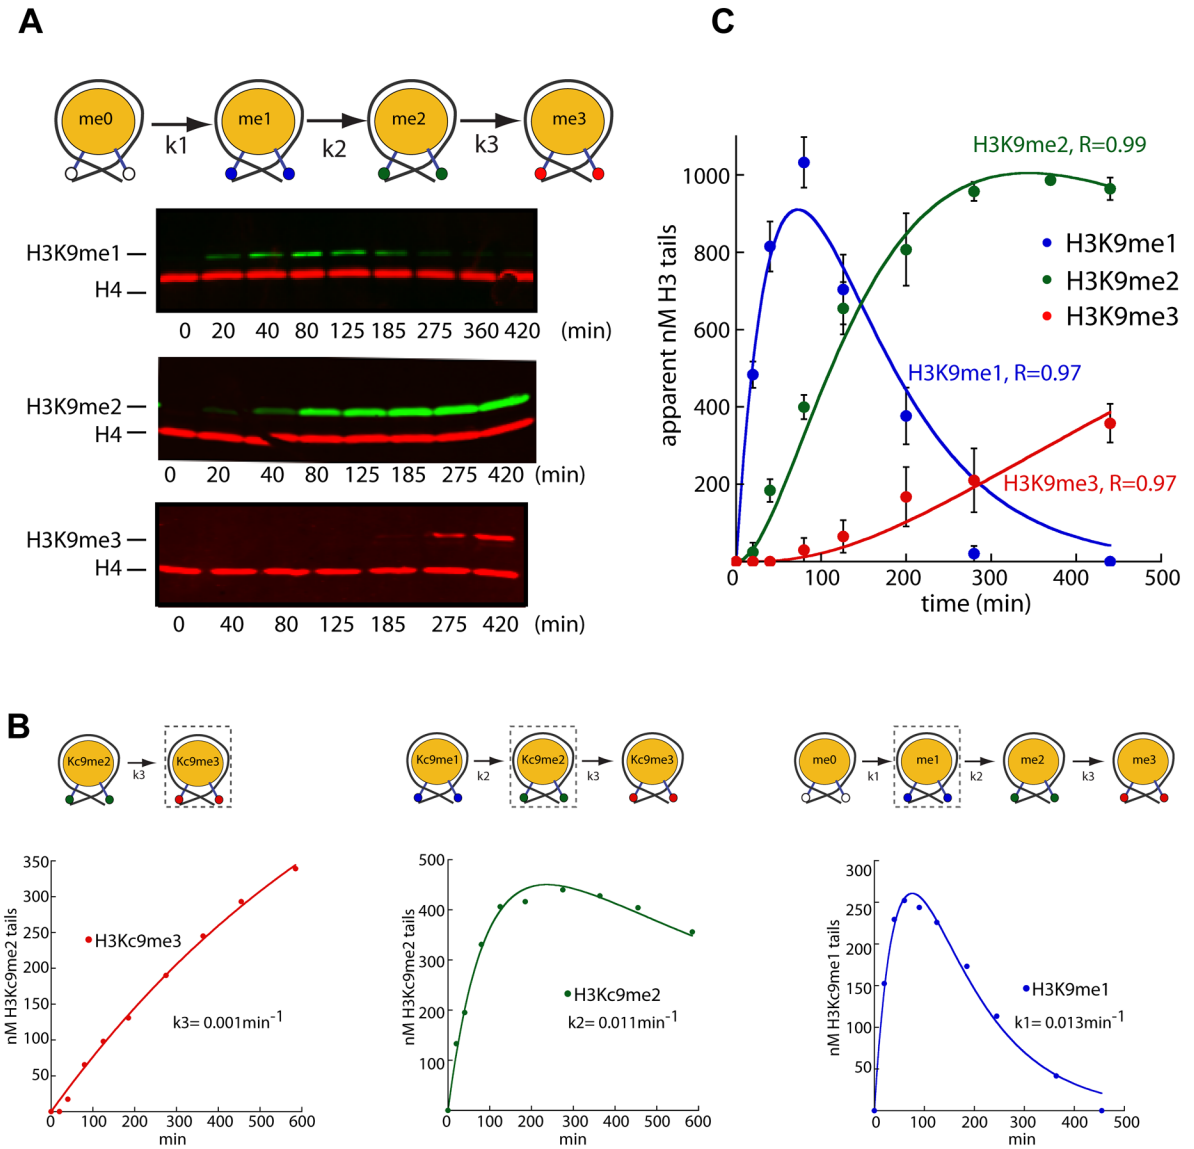 A
me0
me1
me2
me3
k1
k2
k3
H3K9me1
H4
0 20 40 80 125 185 275 360 420 (min)
H3K9me2
H4
0 20 40 80 125 185 275 420 (min)
H3K9me3
H4
0 40 80 125 185 275 420 (min)
C
H3K9me2, R=0.99
H3K9me1
H3K9me2
H3K9me3
H3K9me1, R=0.97
H3K9me3, R=0.97
apparent nM H3 tails
1000
800
600
400
200
0 100 200 300 400 500
time (min)
B
Kc9me2
k3
Kc9me3
350
300
250
200
150
100
50
nM H3Kc9me2 tails
H3Kc9me3
k3= 0.001min-1
0 100 200 300 400 500 600
min
Kc9me1
k2
Kc9me2
k3
Kc9me3
500
400
300
200
100
nM H3Kc9me2 tails
H3Kc9me2
k2= 0.011min-1
0 100 200 300 400 500 600
min
me0
k1
me1
k2
me2
k3
me3
300
250
200
150
100
50
nM H3Kc9me1 tails
H3K9me1
k1= 0.013min-1
0 100 200 300 400 500
min